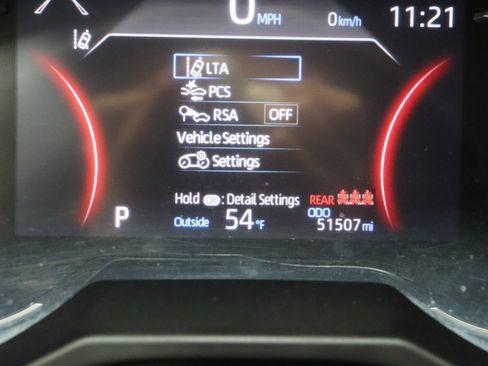 0 MPH 0 km/h 11:21
LTA
PCS
RSA OFF
Vehicle Settings
Settings
Hold OK : Detail Settings REAR
ODO
P Outside 54 °F 51507 mi